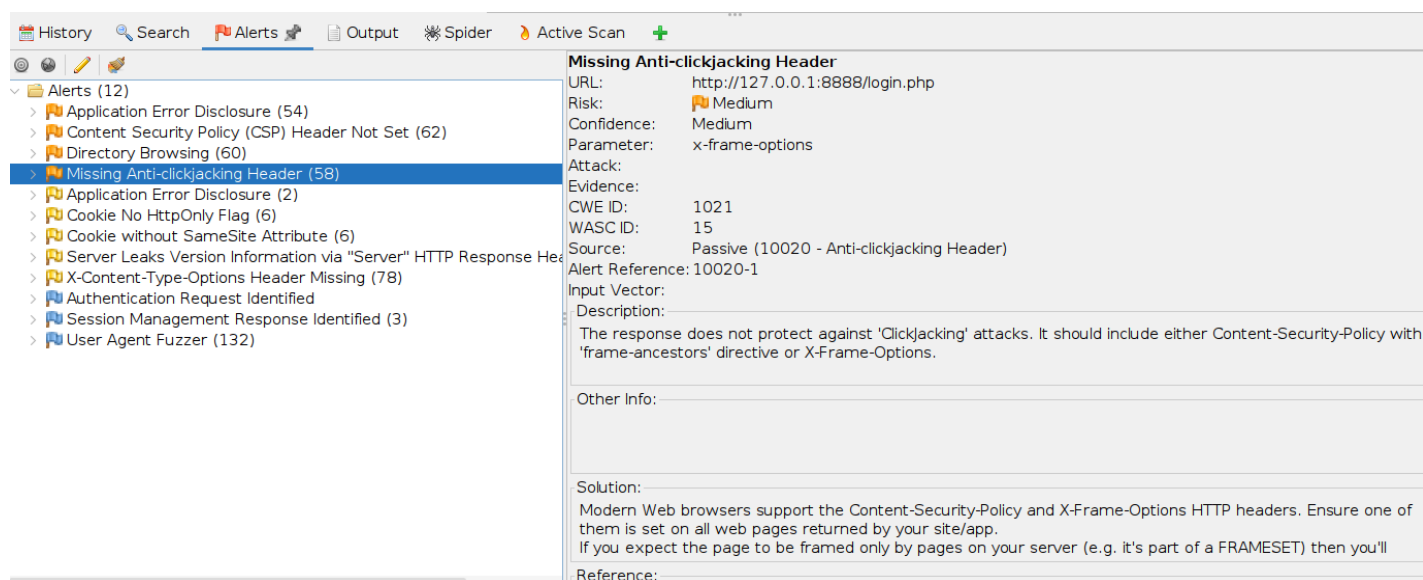 History Search Alerts Output Spider Active Scan
Alerts (12)
Application Error Disclosure (54)
Content Security Policy (CSP) Header Not Set (62)
Directory Browsing (60)
Missing Anti-clickjacking Header (58)
Application Error Disclosure (2)
Cookie No HttpOnly Flag (6)
Cookie without SameSite Attribute (6)
Server Leaks Version Information via "Server" HTTP Response Hea
X-Content-Type-Options Header Missing (78)
Authentication Request Identified
Session Management Response Identified (3)
User Agent Fuzzer (132)
Missing Anti-clickjacking Header
URL: http://127.0.0.1:8888/login.php
Risk: Medium
Confidence: Medium
Parameter: x-frame-options
Attack:
Evidence:
CWE ID: 1021
WASC ID: 15
Source: Passive (10020 - Anti-clickjacking Header)
Alert Reference: 10020-1
Input Vector:
Description:
The response does not protect against 'ClickJacking' attacks. It should include either Content-Security-Policy with
'frame-ancestors' directive or X-Frame-Options.
Other Info:
Solution:
Modern Web browsers support the Content-Security-Policy and X-Frame-Options HTTP headers. Ensure one of
them is set on all web pages returned by your site/app.
If you expect the page to be framed only by pages on your server (e.g. it's part of a FRAMESET) then you'll
Reference: